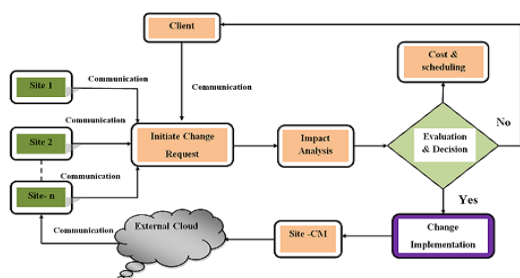 Client
Cost &
scheduling
Communication
Communication
Site 1
Communication
Site 2
Initiate Change
Request
Impact
Analysis
Evaluation
& Decision
No
Communication
Site- n
Yes
External Cloud
Site -CM
Change
Implementation
Communication